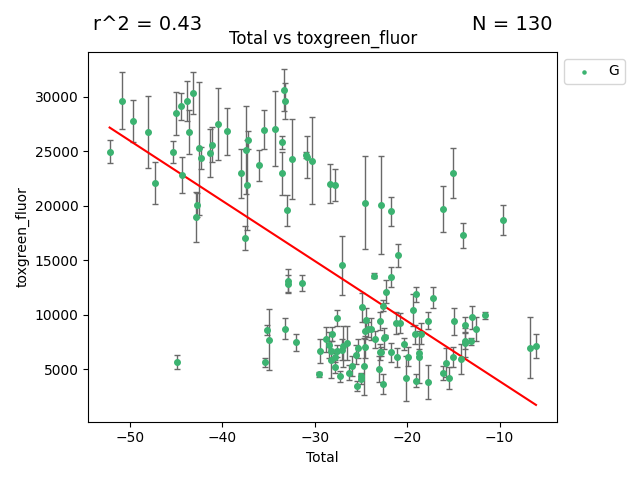 r^2 = 0.43
N = 130
Total vs toxgreen_fluor
G
30000
25000
20000
15000
10000
5000
toxgreen_fluor
−50
−40
−30
−20
−10
Total